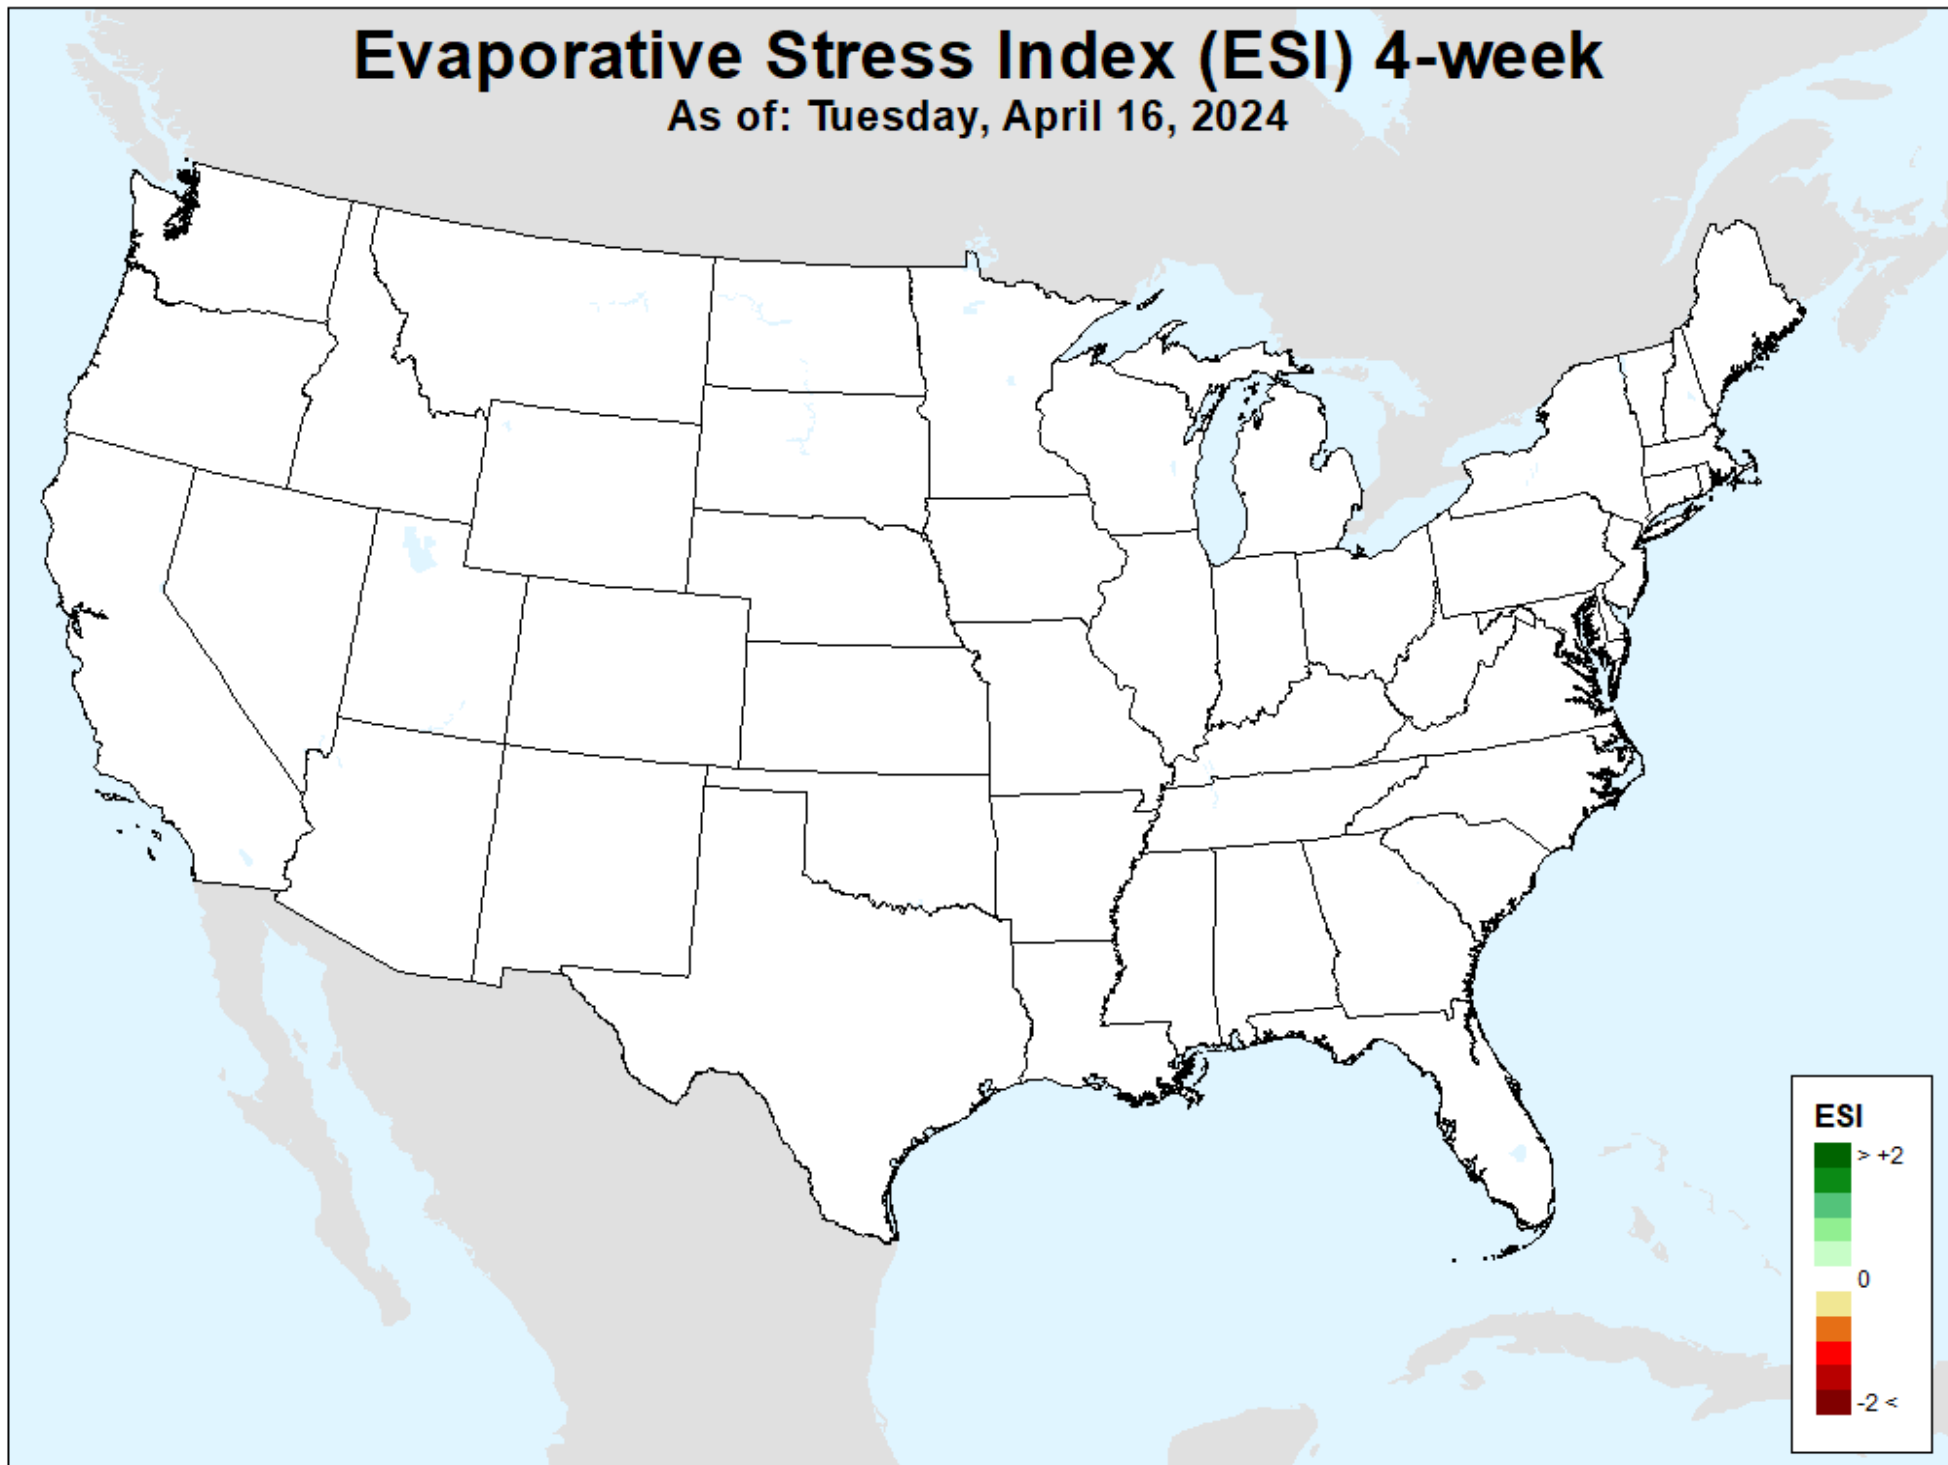 Evaporative Stress Index (ESI) 4-week
As of: Tuesday, April 16, 2024
ESI
> +2
0
-2 <